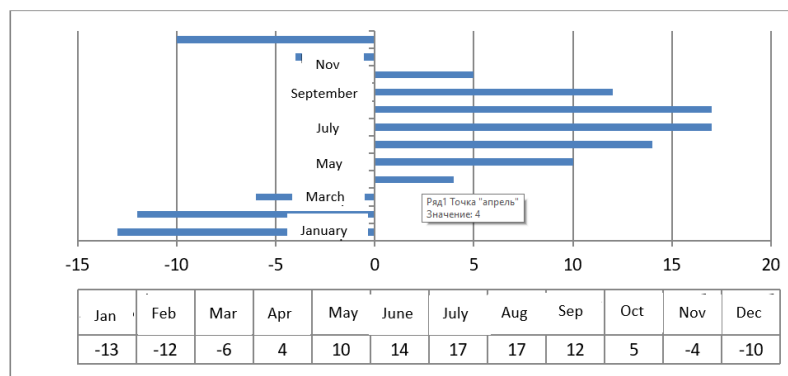 Nov
September
July
May
March
Ряд1 Точка "апрель"
Значение: 4
January
-15 -10 -5 0 5 10 15 20
Jan Feb Mar Apr May June July Aug Sep Oct Nov Dec
-13 -12 -6 4 10 14 17 17 12 5 -4 -10